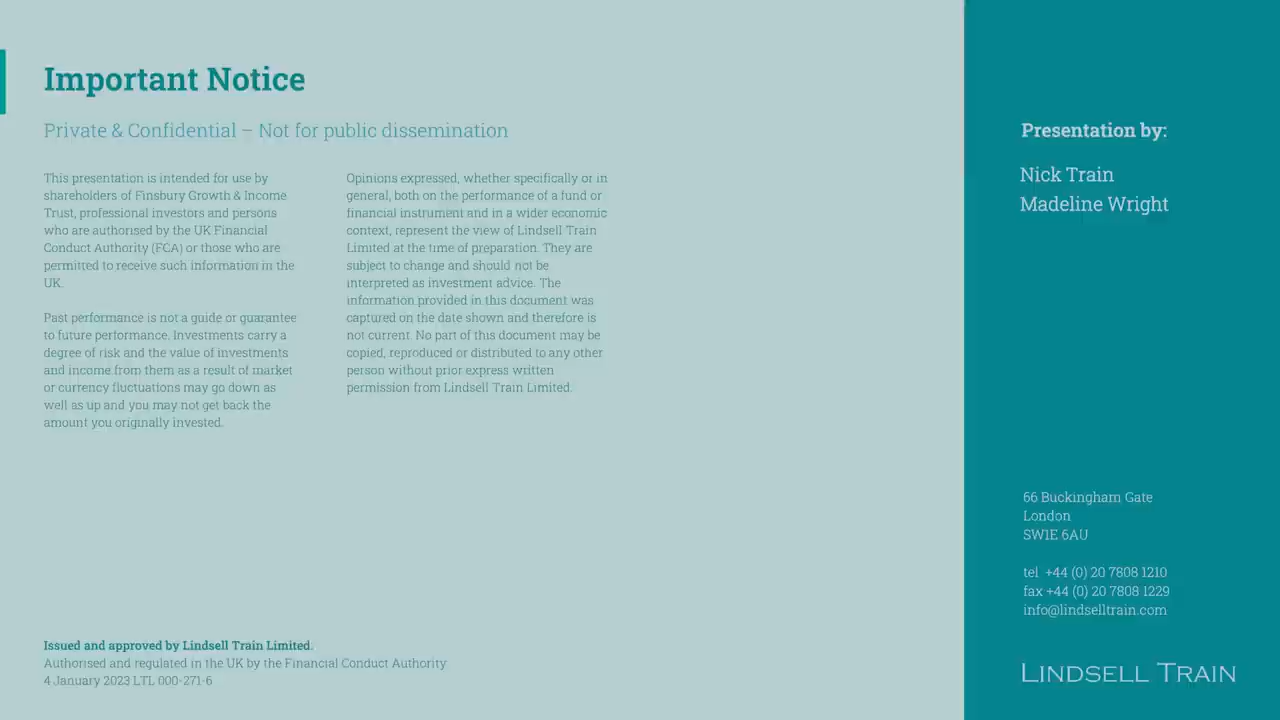 Important Notice
Private & Confidential – Not for public dissemination
This presentation is intended for use by
shareholders of Finsbury Growth & Income
Trust, professional investors and persons
who are authorised by the UK Financial
Conduct Authority (FCA) or those who are
permitted to receive such information in the
UK.
Past performance is not a guide or guarantee
to future performance. Investments carry a
degree of risk and the value of investments
and income from them as a result of market
or currency fluctuations may go down as
well as up and you may not get back the
amount you originally invested.
Opinions expressed, whether specifically or in
general, both on the performance of a fund or
financial instrument and in a wider economic
context, represent the view of Lindsell Train
Limited at the time of preparation. They are
subject to change and should not be
interpreted as investment advice. The
information provided in this document was
captured on the date shown and therefore is
not current. No part of this document may be
copied, reproduced or distributed to any other
person without prior express written
permission from Lindsell Train Limited.
Issued and approved by Lindsell Train Limited.
Authorised and regulated in the UK by the Financial Conduct Authority
4 January 2023 LTL 000-271-6
Presentation by:
Nick Train
Madeline Wright
66 Buckingham Gate
London
SW1E 6AU
tel +44 (0) 20 7808 1210
fax +44 (0) 20 7808 1229
info@lindselltrain.com
LINDSELL TRAIN